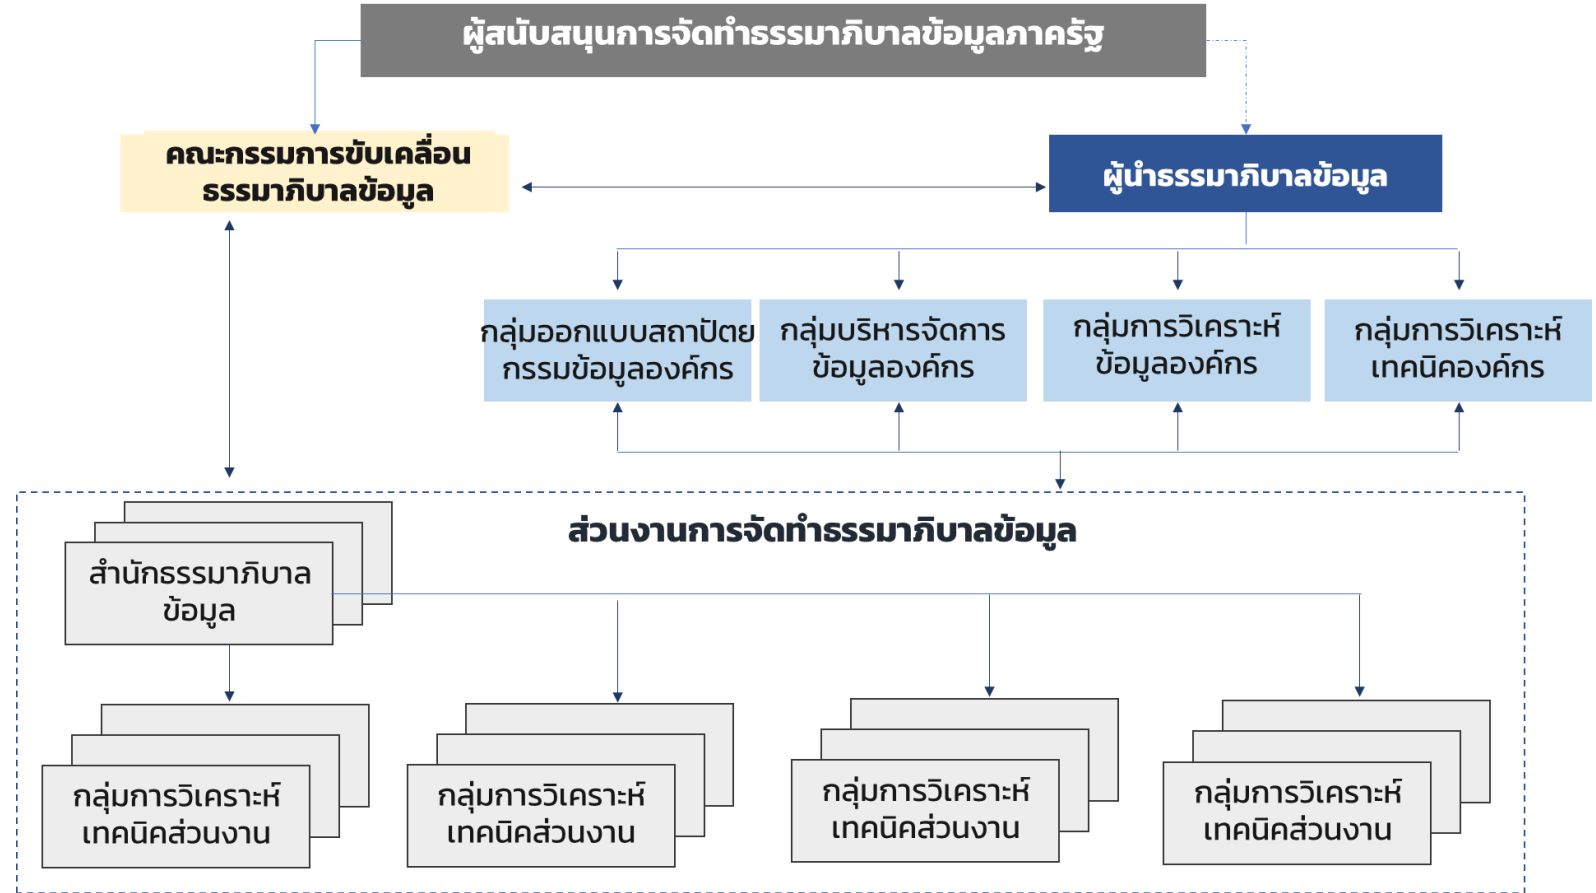 ผู้สนับสนุนการจัดทำธรรมาภิบาลข้อมูลภาครัฐ
คณะกรรมการขับเคลื่อน
ธรรมาภิบาลข้อมูล
ผู้นำธรรมาภิบาลข้อมูล
กลุ่มออกแบบสถาปัตย
กรรมข้อมูลองค์กร
กลุ่มบริหารจัดการ
ข้อมูลองค์กร
กลุ่มการวิเคราะห์
ข้อมูลองค์กร
กลุ่มการวิเคราะห์
เทคนิคองค์กร
ส่วนงานการจัดทำธรรมาภิบาลข้อมูล
สำนักธรรมาภิบาล
ข้อมูล
กลุ่มการวิเคราะห์
เทคนิคส่วนงาน
กลุ่มการวิเคราะห์
เทคนิคส่วนงาน
กลุ่มการวิเคราะห์
เทคนิคส่วนงาน
กลุ่มการวิเคราะห์
เทคนิคส่วนงาน